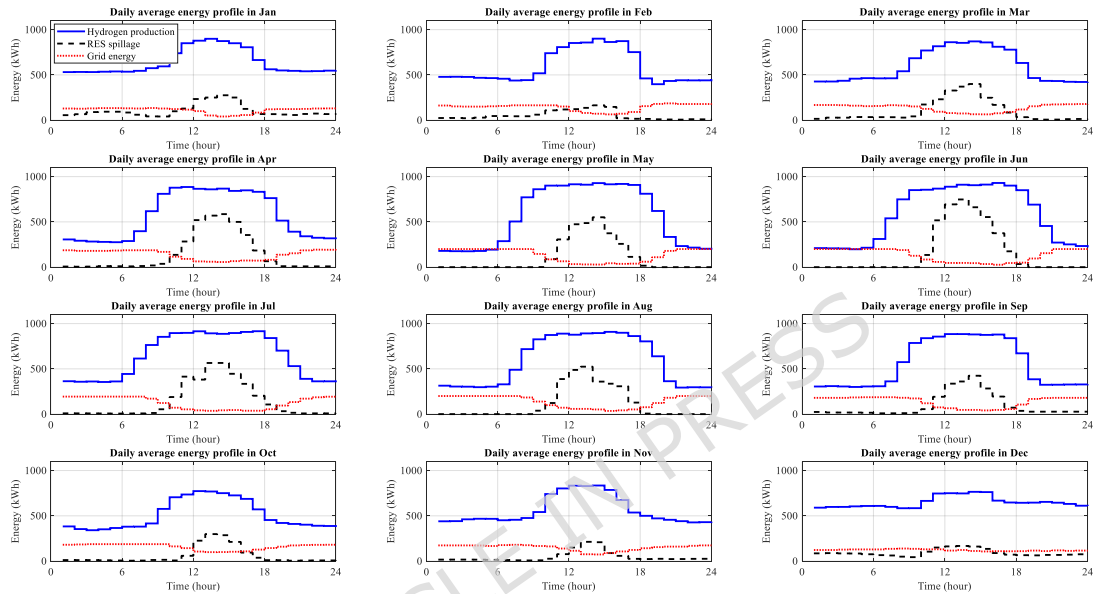 Daily average energy profile in Jan
Energy (kWh)
1000
500
0
Hydrogen production
RES spillage
Grid energy
0 6 12 18 24
Time (hour)
Daily average energy profile in Feb
Energy (kWh)
1000
500
0
0 6 12 18 24
Time (hour)
Daily average energy profile in Mar
Energy (kWh)
1000
500
0
0 6 12 18 24
Time (hour)
Daily average energy profile in Apr
Energy (kWh)
1000
500
0
0 6 12 18 24
Time (hour)
Daily average energy profile in May
Energy (kWh)
1000
500
0
0 6 12 18 24
Time (hour)
Daily average energy profile in Jun
Energy (kWh)
1000
500
0
0 6 12 18 24
Time (hour)
Daily average energy profile in Jul
Energy (kWh)
1000
500
0
0 6 12 18 24
Time (hour)
Daily average energy profile in Aug
Energy (kWh)
1000
500
0
0 6 12 18 24
Time (hour)
Daily average energy profile in Sep
Energy (kWh)
1000
500
0
0 6 12 18 24
Time (hour)
Daily average energy profile in Oct
Energy (kWh)
1000
500
0
0 6 12 18 24
Time (hour)
Daily average energy profile in Nov
Energy (kWh)
1000
500
0
0 6 12 18 24
Time (hour)
Daily average energy profile in Dec
Energy (kWh)
1000
500
0
0 6 12 18 24
Time (hour)
IN PRESS